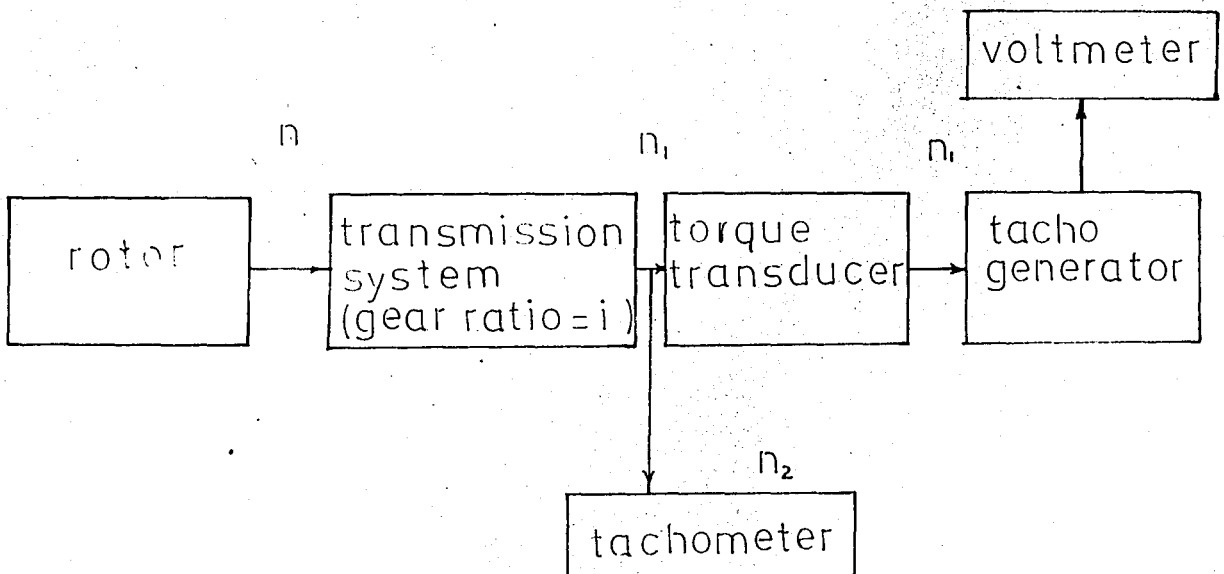 voltmeter
n
n₁
n₁
rotor
transmission
system
(gear ratio = i)
torque
transducer
tacho
generator
n₂
tachometer